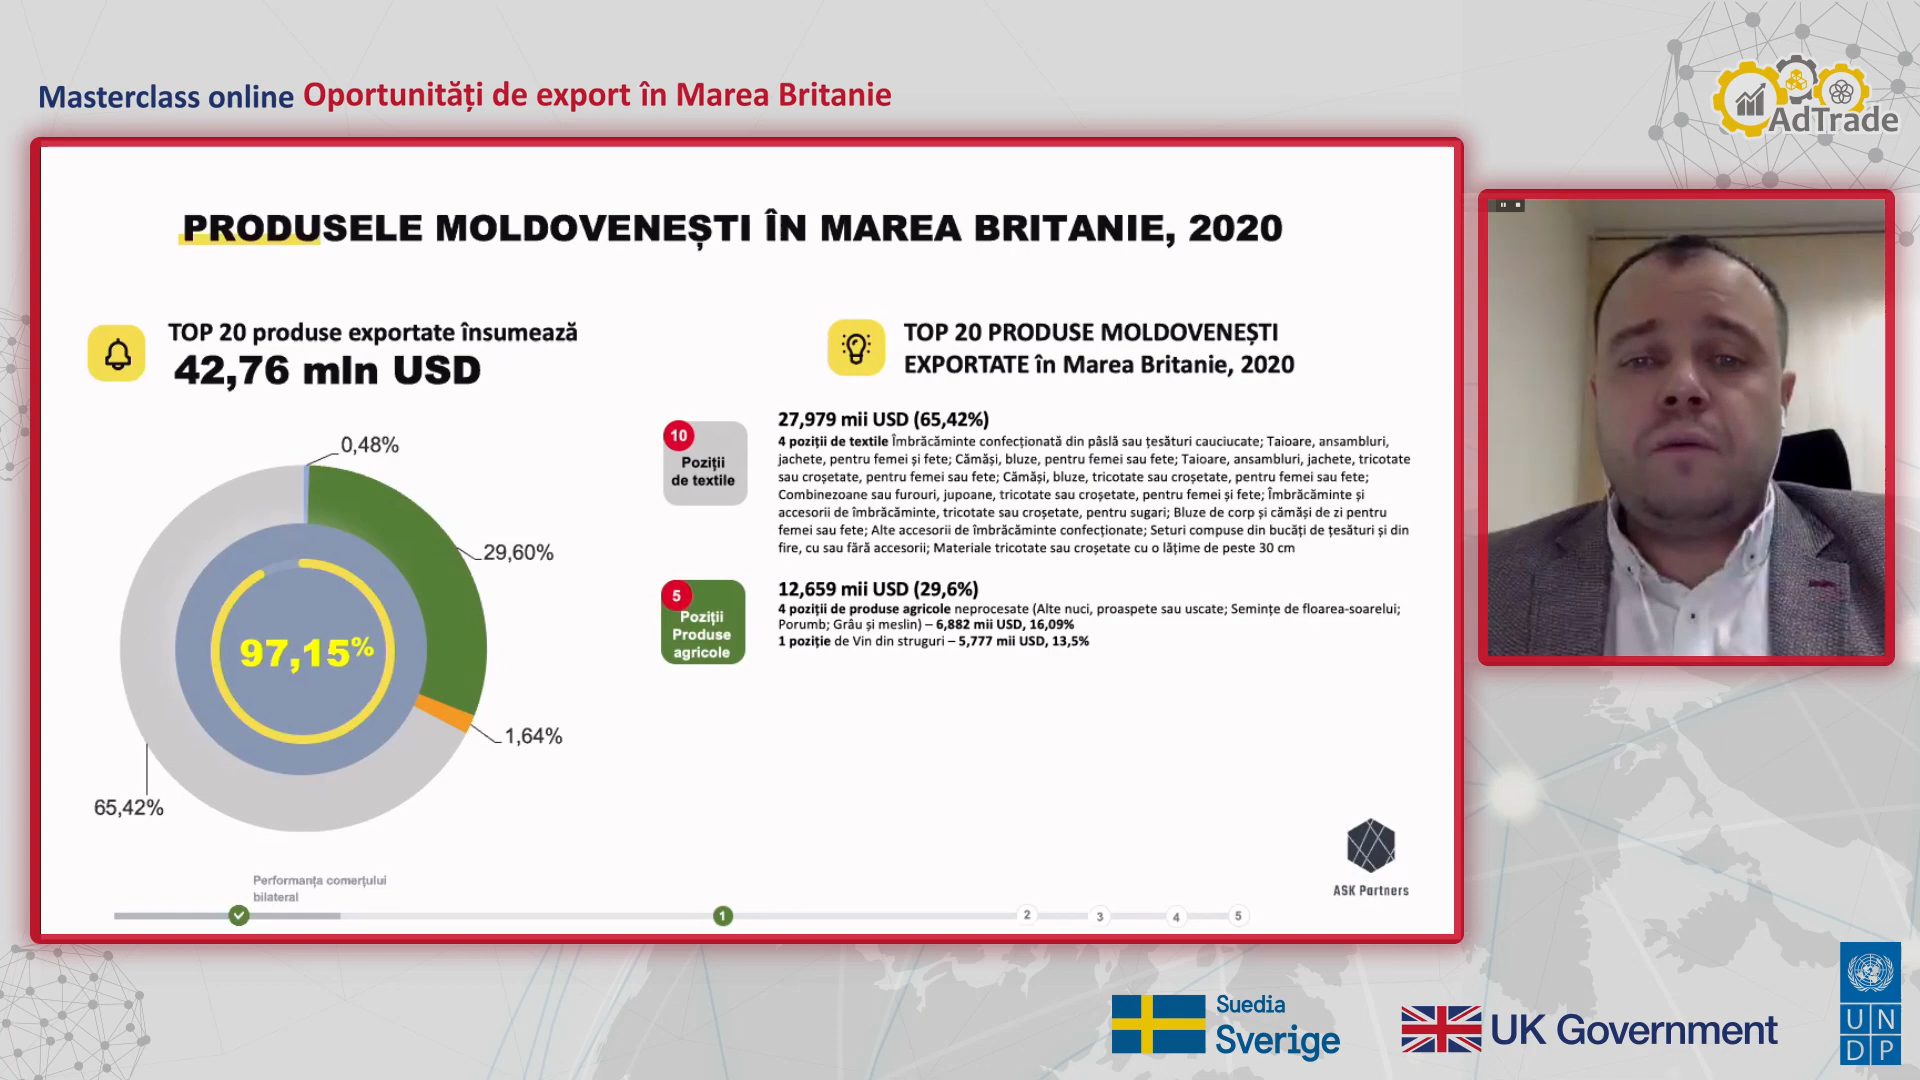 Masterclass online Oportunități de export în Marea Britanie
AdTrade
PRODUSELE MOLDOVENEȘTI ÎN MAREA BRITANIE, 2020
TOP 20 produse exportate însumează
42,76 mln USD
0,48%
29,60%
97,15%
1,64%
65,42%
TOP 20 PRODUSE MOLDOVENEȘTI
EXPORTATE în Marea Britanie, 2020
10
Poziții
de textile
27,979 mii USD (65,42%)
4 poziții de textile Îmbrăcăminte confecționată din pâslă sau țesături cauciucate; Taioare, ansambluri,
jachete, pentru femei și fete; Cămăși, bluze, pentru femei sau fete; Taioare, ansambluri, jachete, tricotate
sau croșetate, pentru femei sau fete; Cămăși, bluze, tricotate sau croșetate, pentru femei sau fete;
Combinezoane sau furouri, jupoane, tricotate sau croșetate, pentru femei și fete; Îmbrăcăminte și
accesorii de îmbrăcăminte, tricotate sau croșetate, pentru sugari; Bluze de corp și cămăși de zi pentru
femei sau fete; Alte accesorii de îmbrăcăminte confecționate; Seturi compuse din bucăți de țesături și din
fire, cu sau fără accesorii; Materiale tricotate sau croșetate cu o lățime de peste 30 cm
5
Poziții
Produse
agricole
12,659 mii USD (29,6%)
4 poziții de produse agricole neprocesate (Alte nuci, proaspete sau uscate; Semințe de floarea-soarelui;
Porumb; Grâu și meslin) – 6,882 mii USD, 16,09%
1 poziție de Vin din struguri – 5,777 mii USD, 13,5%
ASK Partners
Performanța comerțului
bilateral
1
2
3
4
5
Suedia
Sverige
UK Government
UN
DP